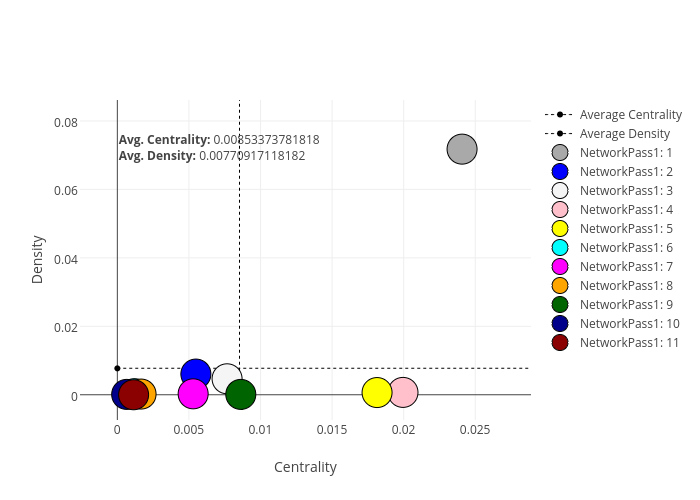 Avg. Centrality: 0.00853373781818
Avg. Density: 0.00770917118182
0.08
0.06
0.04
0.02
0
Density
0
0.005
0.01
0.015
0.02
0.025
Centrality
Average Centrality
Average Density
NetworkPass1: 1
NetworkPass1: 2
NetworkPass1: 3
NetworkPass1: 4
NetworkPass1: 5
NetworkPass1: 6
NetworkPass1: 7
NetworkPass1: 8
NetworkPass1: 9
NetworkPass1: 10
NetworkPass1: 11